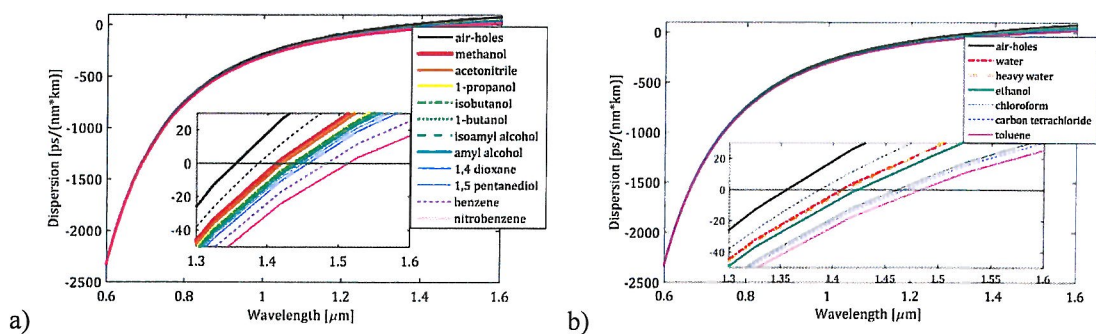 0
-500
-1000
-1500
-2000
-2500
Dispersion [ps/(nm*km)]
0.6 0.8 1 1.2 1.4 1.6
Wavelength [μm]
20
0
-20
-40
1.3 1.4 1.5 1.6
air-holes
methanol
acetonitrile
1-propanol
isobutanol
1-butanol
isoamyl alcohol
amyl alcohol
1,4 dioxane
1,5 pentanediol
benzene
nitrobenzene
a)
0
-500
-1000
-1500
-2000
-2500
Dispersion [ps/(nm*km)]
0.6 0.8 1 1.2 1.4 1.6
Wavelength [μm]
20
0
-20
-40
1.3 1.35 1.4 1.45 1.5 1.55 1.6
air-holes
water
heavy water
ethanol
chloroform
carbon tetrachloride
toluene
b)